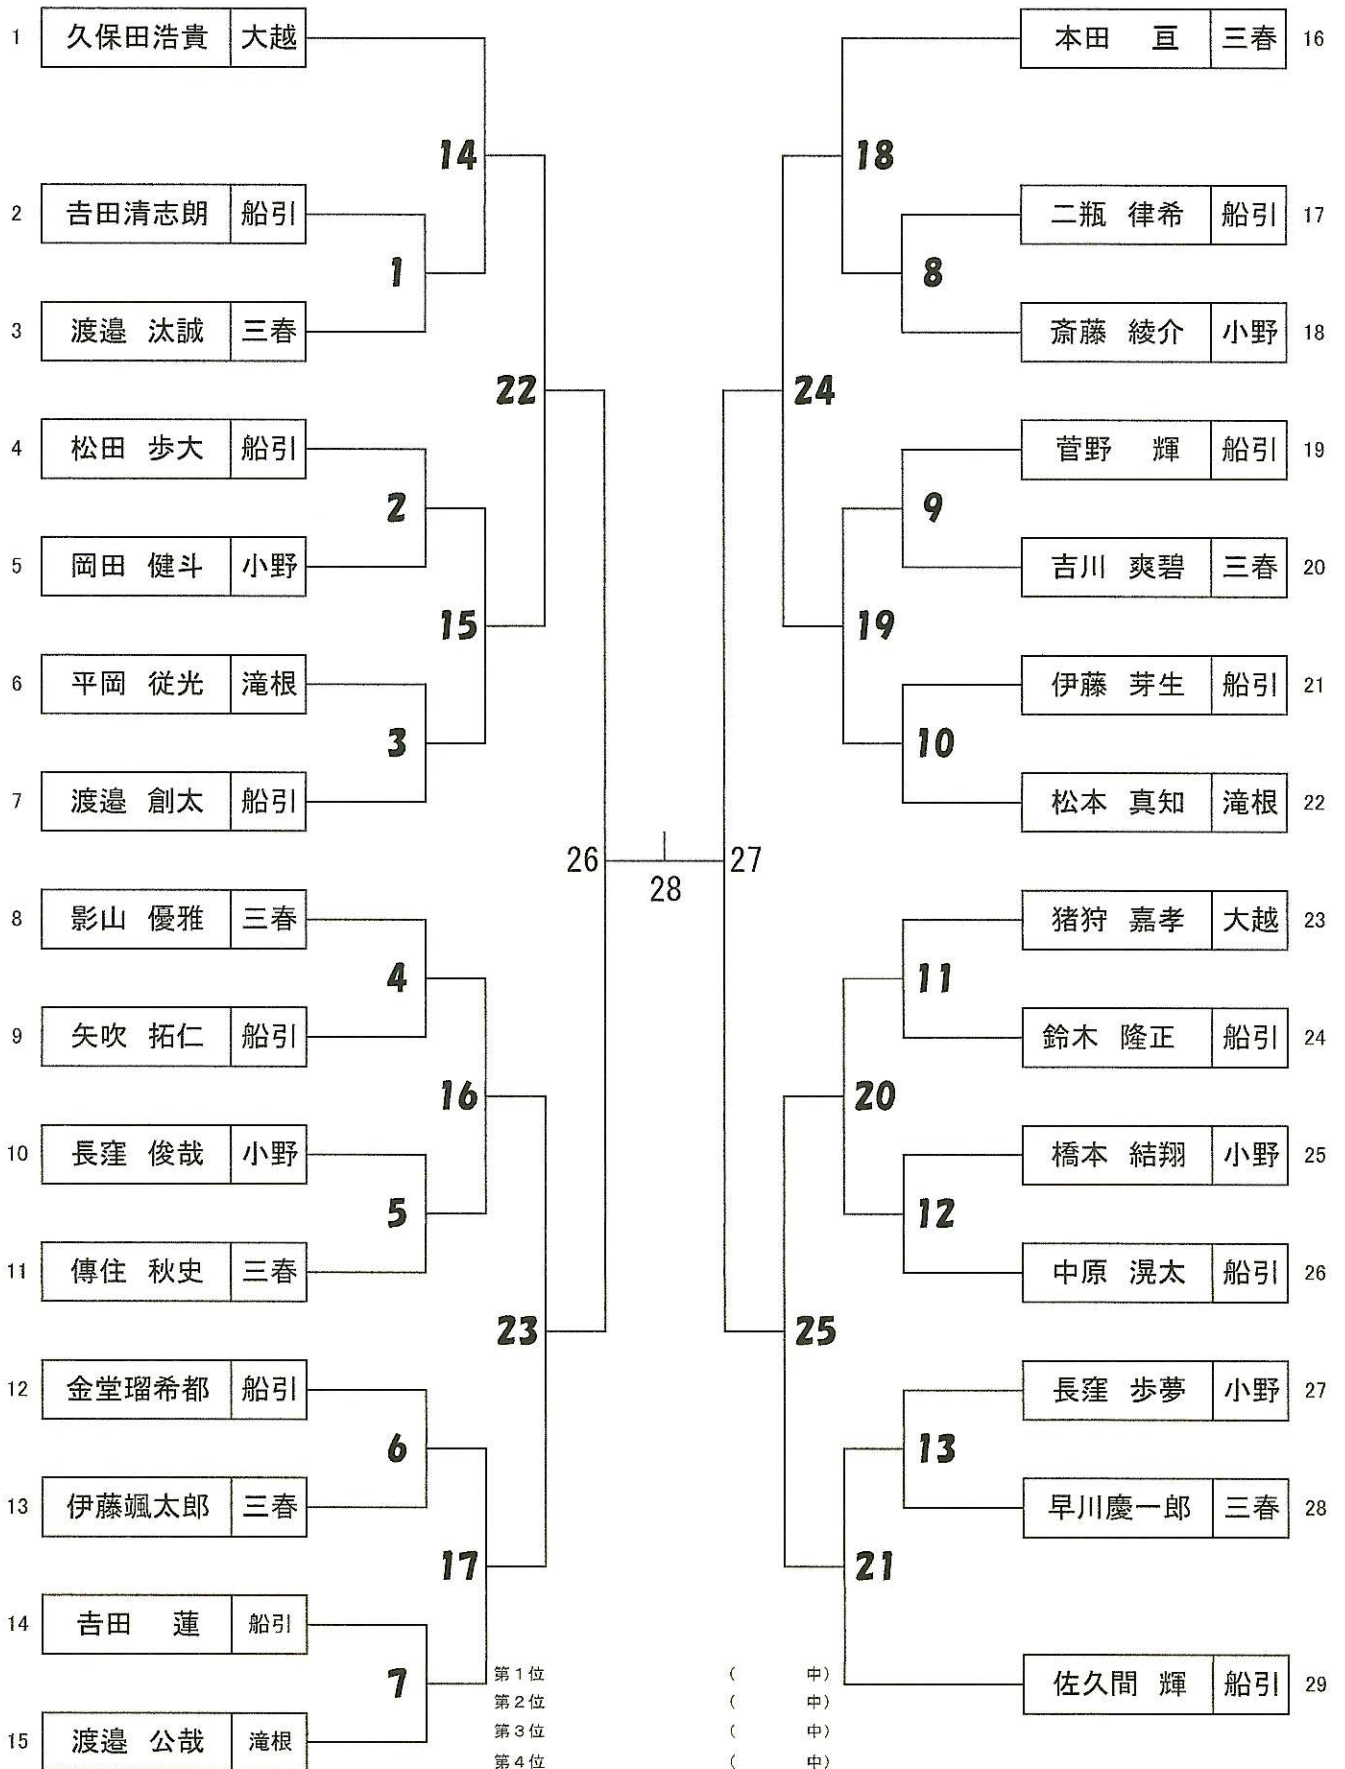 1 久保田浩貴 大越
14
2 𠮷田清志朗 船引
1
3 渡邉 汰誠 三春
22
4 松田 歩大 船引
2
5 岡田 健斗 小野
15
6 平岡 従光 滝根
3
7 渡邉 創太 船引
26
8 影山 優雅 三春
4
9 矢吹 拓仁 船引
16
10 長窪 俊哉 小野
5
11 傳住 秋史 三春
23
12 金堂瑠希都 船引
6
13 伊藤颯太郎 三春
17
14 𠮷田 蓮 船引
7
15 渡邉 公哉 滝根
28
本田 亘 三春 16
18
二瓶 律希 船引 17
8
斎藤 綾介 小野 18
24
菅野 輝 船引 19
9
吉川 爽碧 三春 20
19
伊藤 芽生 船引 21
10
松本 真知 滝根 22
27
猪狩 嘉孝 大越 23
11
鈴木 隆正 船引 24
20
橋本 結翔 小野 25
12
中原 滉太 船引 26
25
長窪 歩夢 小野 27
13
早川慶一郎 三春 28
21
佐久間 輝 船引 29
第1位 ( 中)
第2位 ( 中)
第3位 ( 中)
第4位 ( 中)